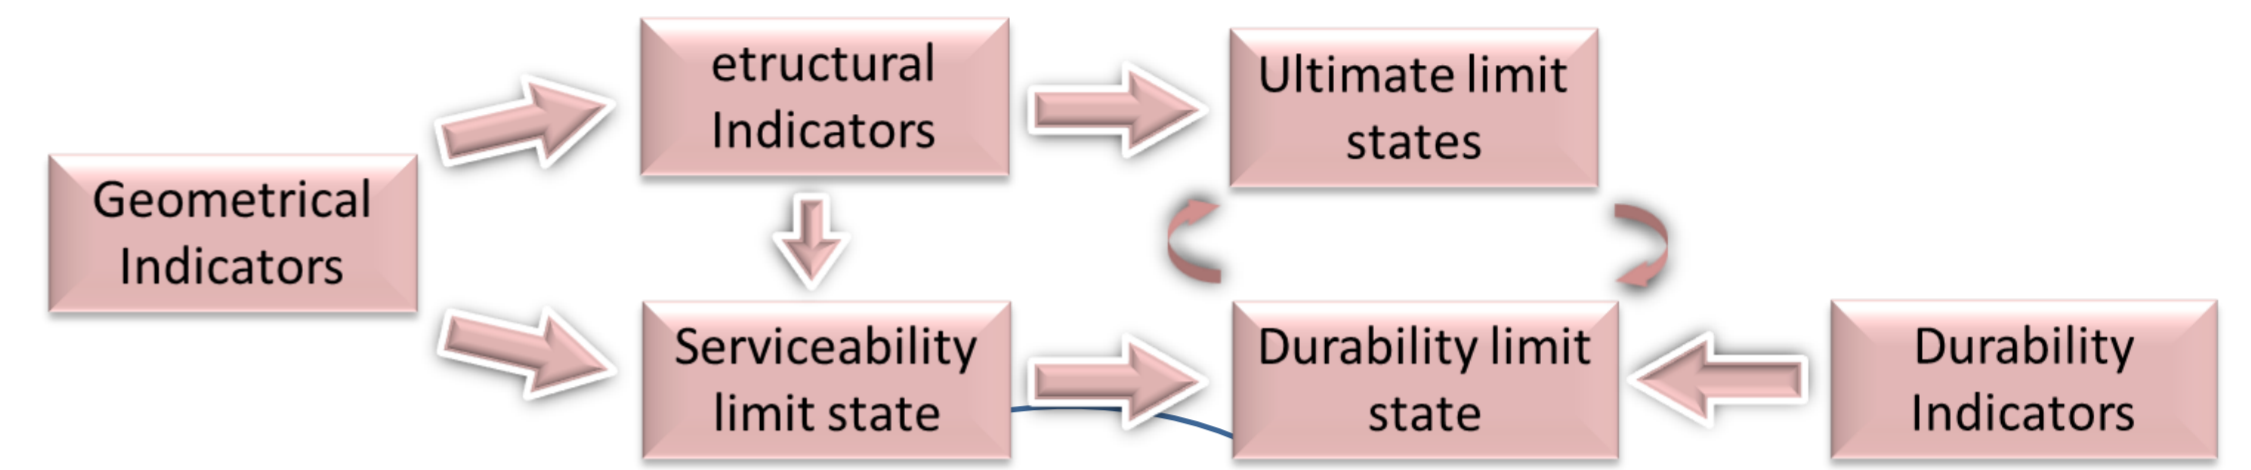 Geometrical
Indicators
etructural
Indicators
Ultimate limit
states
Serviceability
limit state
Durability limit
state
Durability
Indicators